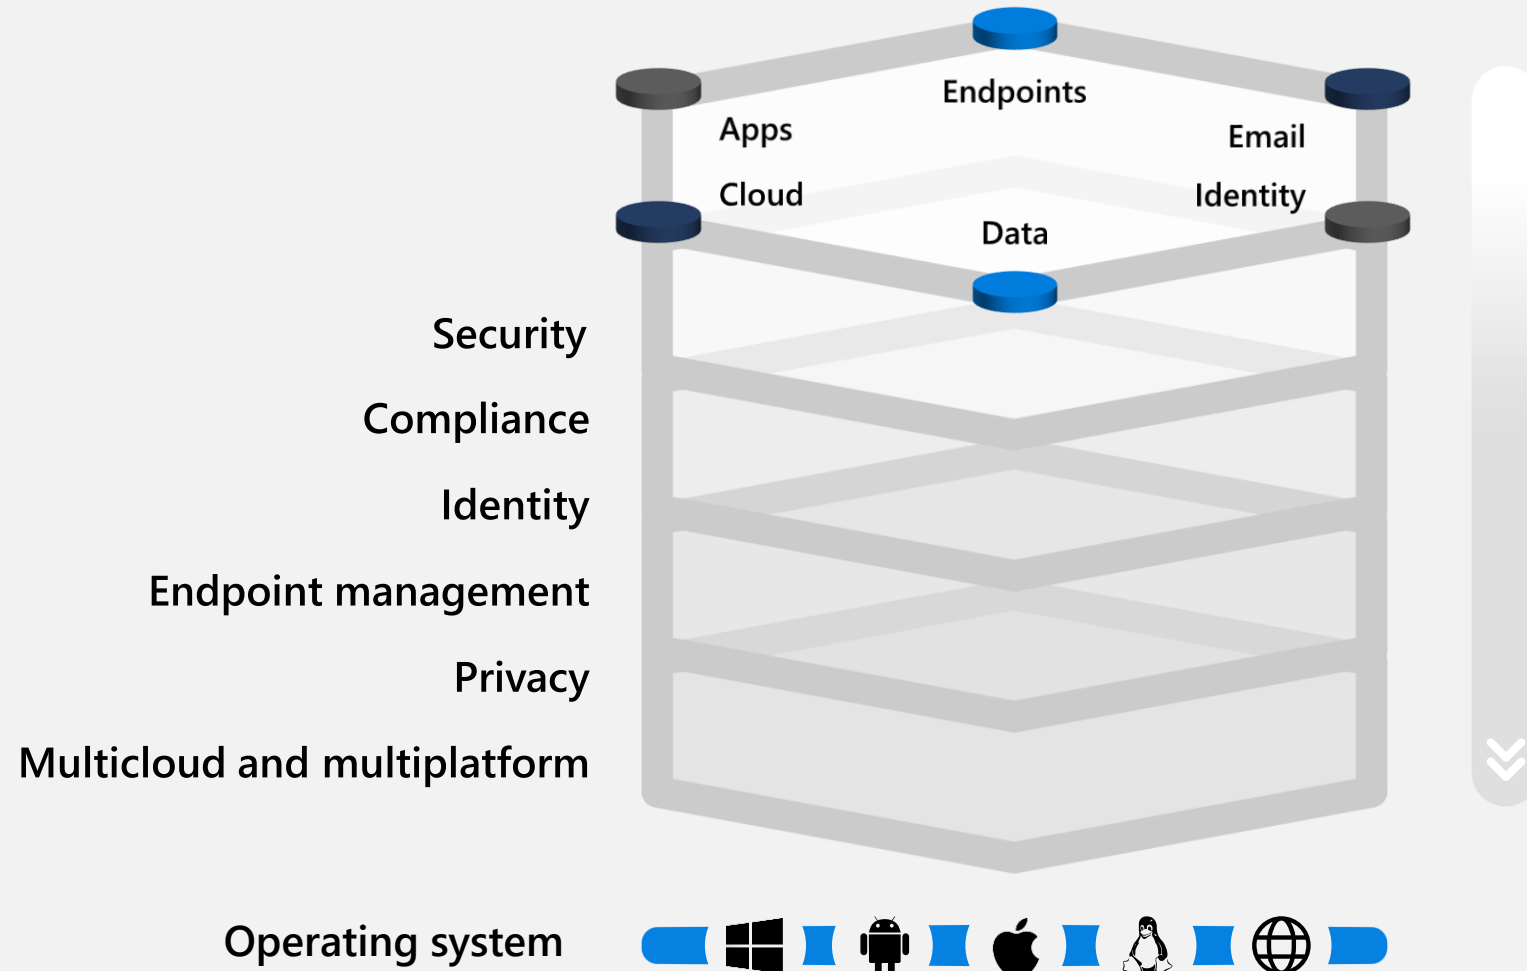 Endpoints
Apps
Email
Cloud
Identity
Data
Security
Compliance
Identity
Endpoint management
Privacy
Multicloud and multiplatform
Operating system